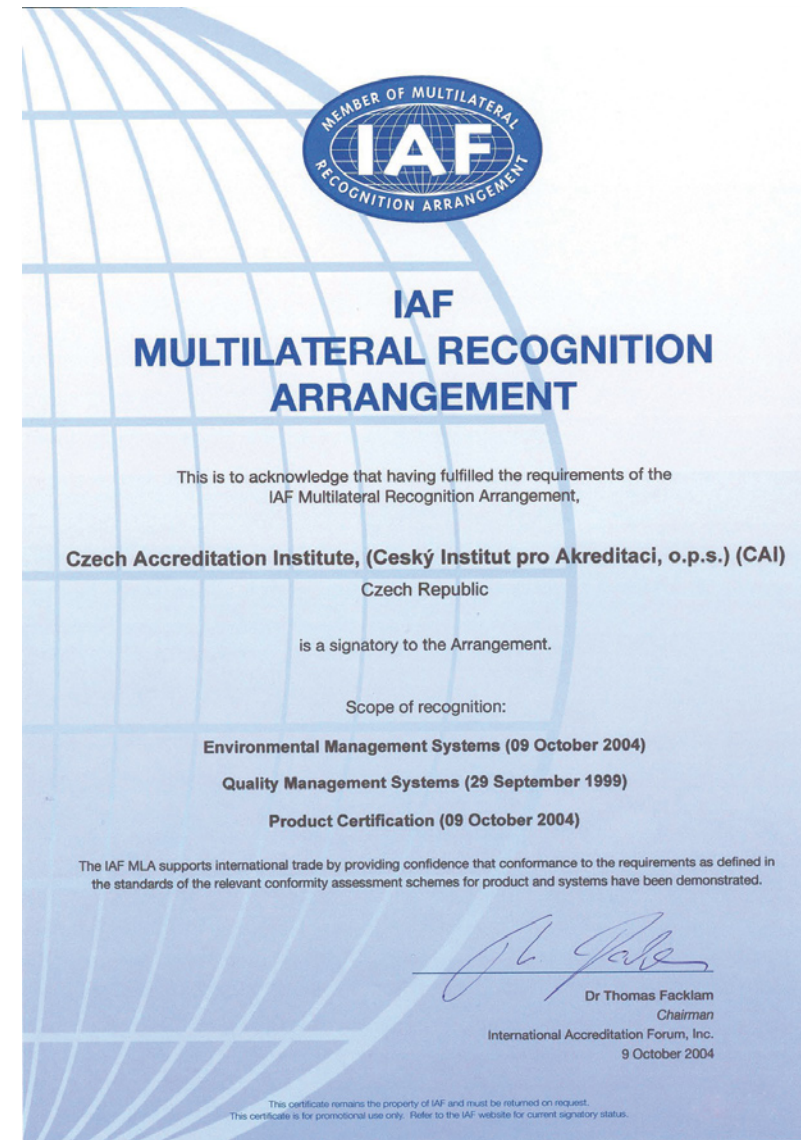 MEMBER OF MULTILATERAL
IAF
RECOGNITION ARRANGEMENT
IAF
MULTILATERAL RECOGNITION
ARRANGEMENT
This is to acknowledge that having fulfilled the requirements of the
IAF Multilateral Recognition Arrangement,
Czech Accreditation Institute, (Ceský Institut pro Akreditaci, o.p.s.) (CAI)
Czech Republic
is a signatory to the Arrangement.
Scope of recognition:
Environmental Management Systems (09 October 2004)
Quality Management Systems (29 September 1999)
Product Certification (09 October 2004)
The IAF MLA supports international trade by providing confidence that conformance to the requirements as defined in
the standards of the relevant conformity assessment schemes for product and systems have been demonstrated.
Dr Thomas Facklam
Chairman
International Accreditation Forum, Inc.
9 October 2004
This certificate remains the property of IAF and must be returned on request.
This certificate is for promotional use only. Refer to the IAF website for current signatory status.